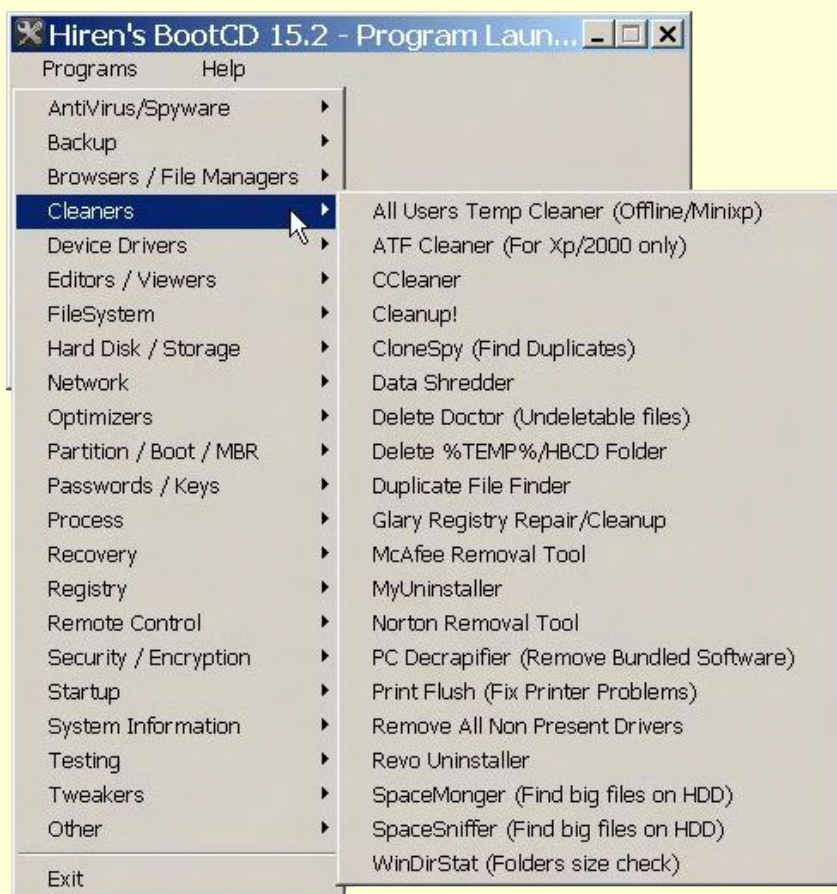 Hiren's BootCD 15.2 - Program Laun...
Programs Help
AntiVirus/Spyware
Backup
Browsers / File Managers
Cleaners
Device Drivers
Editors / Viewers
FileSystem
Hard Disk / Storage
Network
Optimizers
Partition / Boot / MBR
Passwords / Keys
Process
Recovery
Registry
Remote Control
Security / Encryption
Startup
System Information
Testing
Tweakers
Other
Exit
All Users Temp Cleaner (Offline/Minixp)
ATF Cleaner (For Xp/2000 only)
CCleaner
Cleanup!
CloneSpy (Find Duplicates)
Data Shredder
Delete Doctor (Undeletable files)
Delete %TEMP%/HBCD Folder
Duplicate File Finder
Glary Registry Repair/Cleanup
McAfee Removal Tool
MyUninstaller
Norton Removal Tool
PC Decrapifier (Remove Bundled Software)
Print Flush (Fix Printer Problems)
Remove All Non Present Drivers
Revo Uninstaller
SpaceMonger (Find big files on HDD)
SpaceSniffer (Find big files on HDD)
WinDirStat (Folders size check)